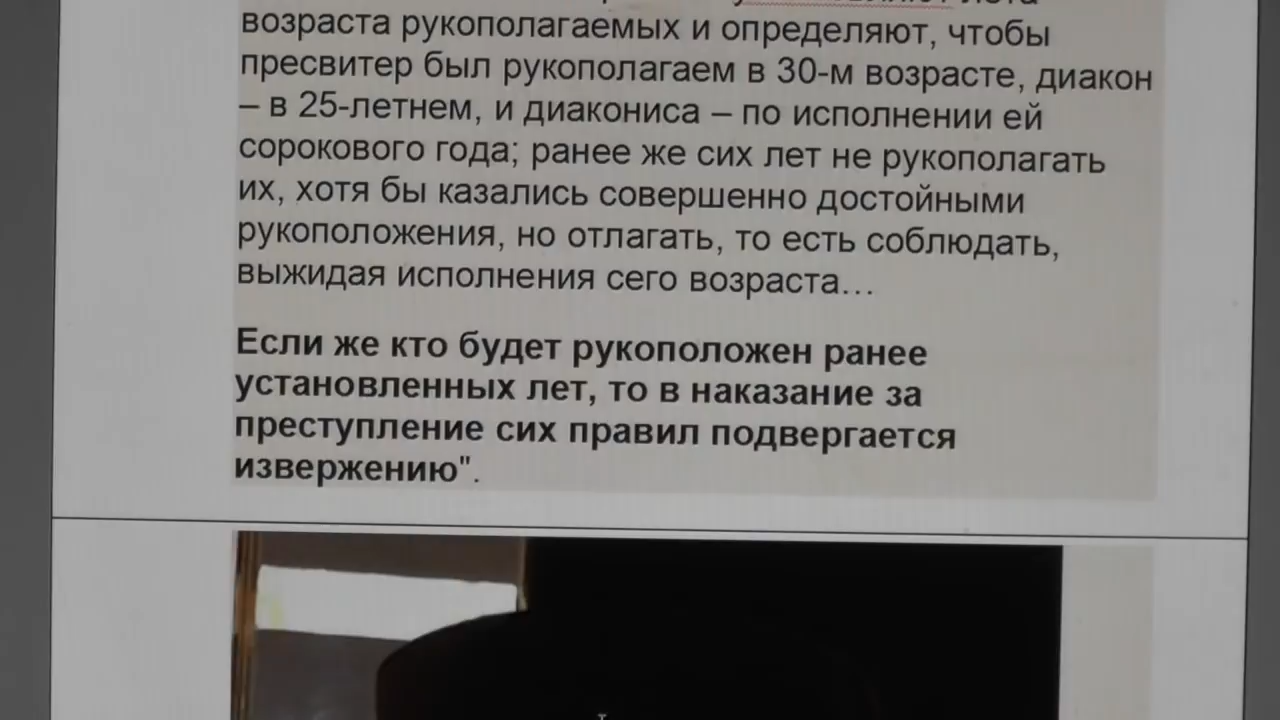 возраста рукополагаемых и определяют, чтобы
пресвитер был рукополагаем в 30-м возрасте, диакон
– в 25-летнем, и диакониса – по исполнении ей
сорокового года; ранее же сих лет не рукополагать
их, хотя бы казались совершенно достойными
рукоположения, но отлагать, то есть соблюдать,
выжидая исполнения сего возраста…
Если же кто будет рукоположен ранее
установленных лет, то в наказание за
преступление сих правил подвергается
извержению".